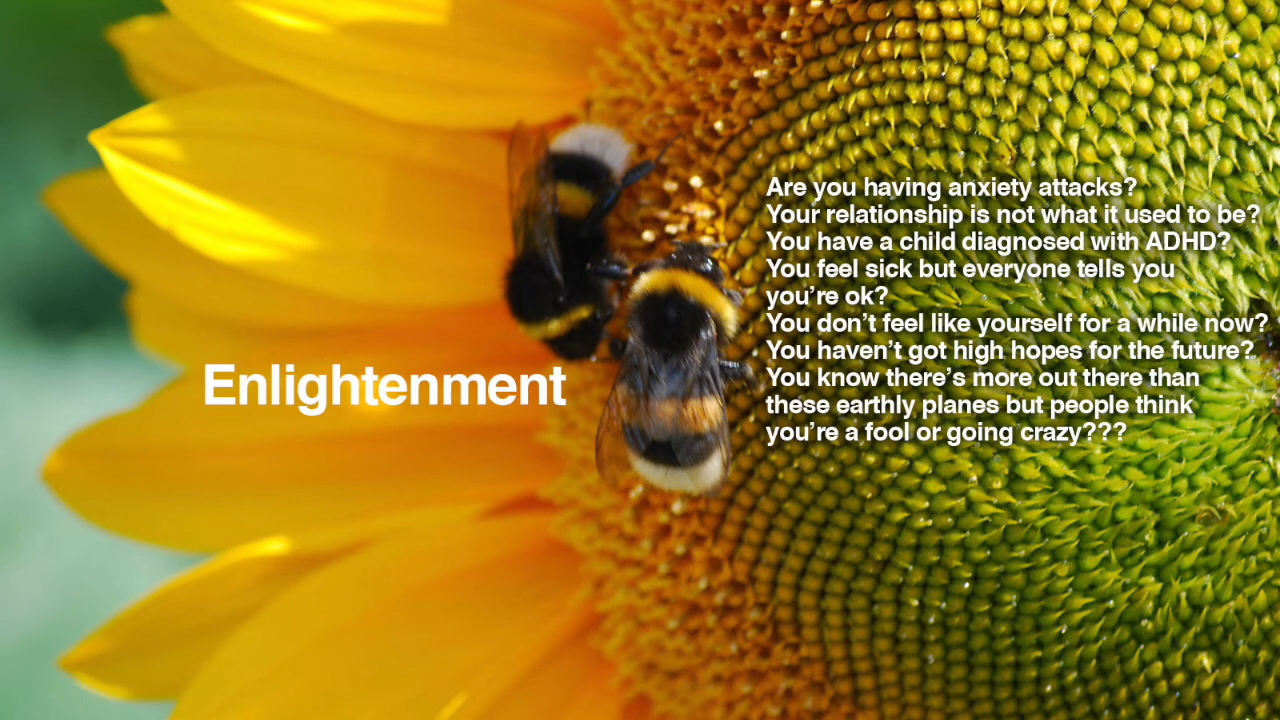 Enlightenment
Are you having anxiety attacks?
Your relationship is not what it used to be?
You have a child diagnosed with ADHD?
You feel sick but everyone tells you
you’re ok?
You don’t feel like yourself for a while now?
You haven’t got high hopes for the future?
You know there’s more out there than
these earthly planes but people think
you’re a fool or going crazy???